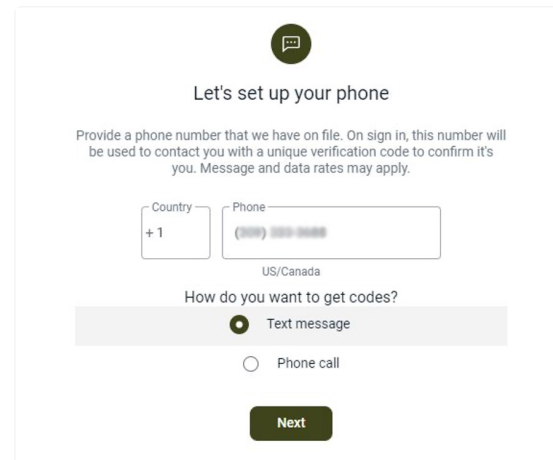 Let's set up your phone
Provide a phone number that we have on file. On sign in, this number will
be used to contact you with a unique verification code to confirm it's
you. Message and data rates may apply.
Country
Phone
+ 1
US/Canada
How do you want to get codes?
Text message
Phone call
Next